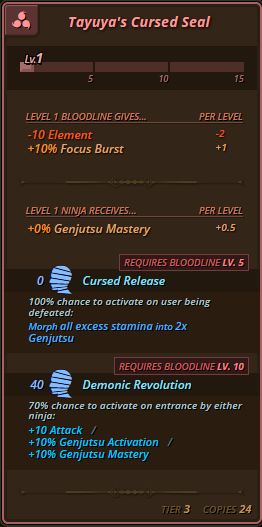 Tayuya's Cursed Seal
Lv.1
5 10 15
LEVEL 1 BLOODLINE GIVES... PER LEVEL
-10 Element -2
+10% Focus Burst +1
LEVEL 1 NINJA RECEIVES... PER LEVEL
+0% Genjutsu Mastery +0.5
REQUIRES BLOODLINE LV. 5
0 Cursed Release
100% chance to activate on user being
defeated:
Morph all excess stamina into 2x
Genjutsu
REQUIRES BLOODLINE LV. 10
40 Demonic Revolution
70% chance to activate on entrance by either
ninja:
+10 Attack /
+10% Genjutsu Activation /
+10% Genjutsu Mastery
TIER 3 COPIES 24